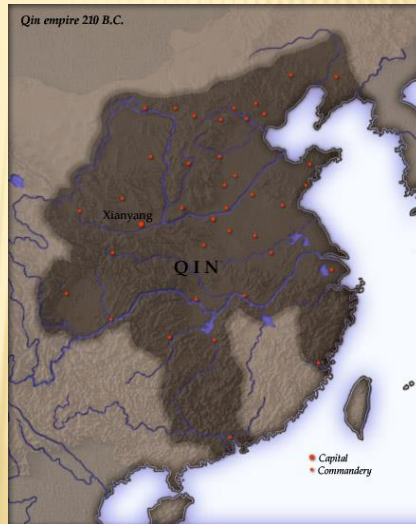 Qin empire 210 B.C.
Xianyang
QIN
Capital
Commandery